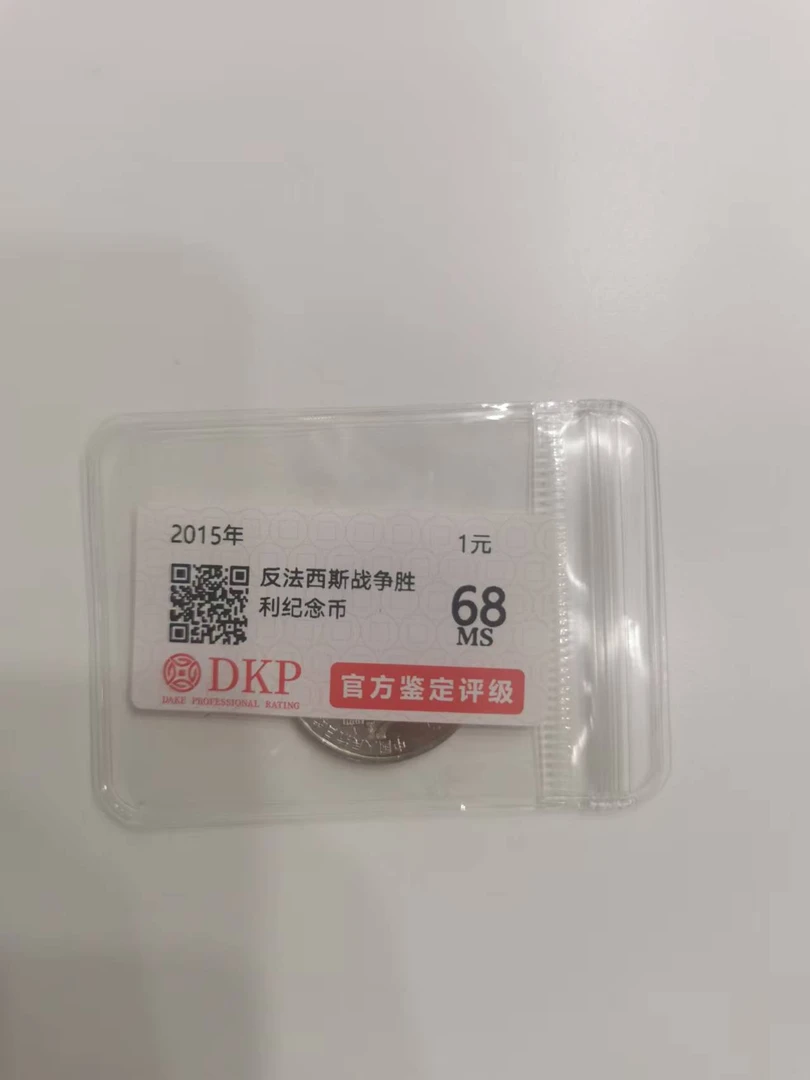 2015年
1元
反法西斯战争胜
利纪念币
68
MS
DKP
DAKE PROFESSIONAL RATING
官方鉴定评级